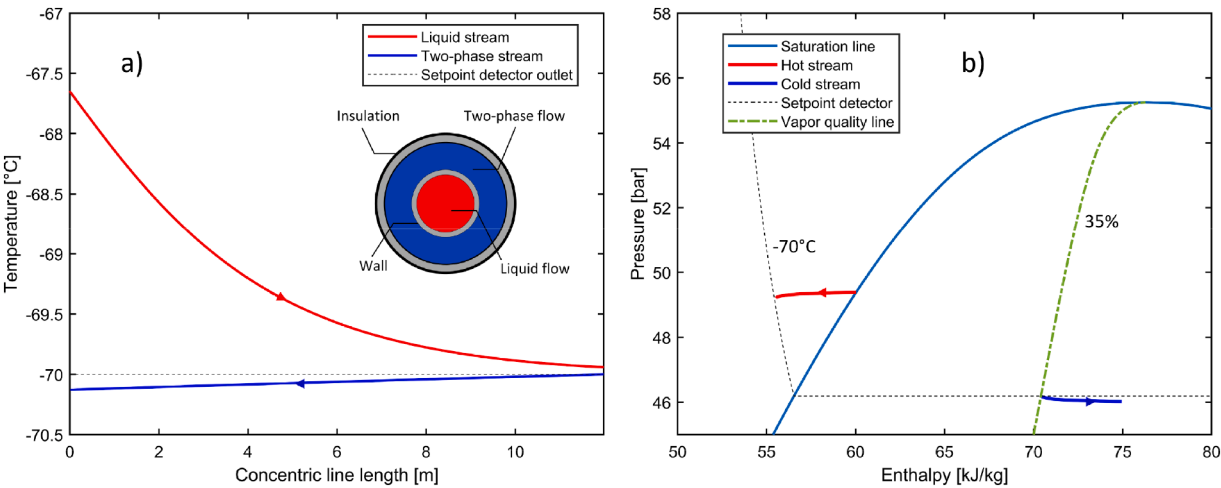 a)
Liquid stream
Two-phase stream
Setpoint detector outlet
Insulation
Two-phase flow
Wall
Liquid flow
-67
-67.5
-68
-68.5
-69
-69.5
-70
-70.5
Temperature [°C]
0
2
4
6
8
10
Concentric line length [m]
b)
Saturation line
Hot stream
Cold stream
Setpoint detector
Vapor quality line
-70°C
35%
58
56
54
52
50
48
46
Pressure [bar]
50
55
60
65
70
75
80
Enthalpy [kJ/kg]